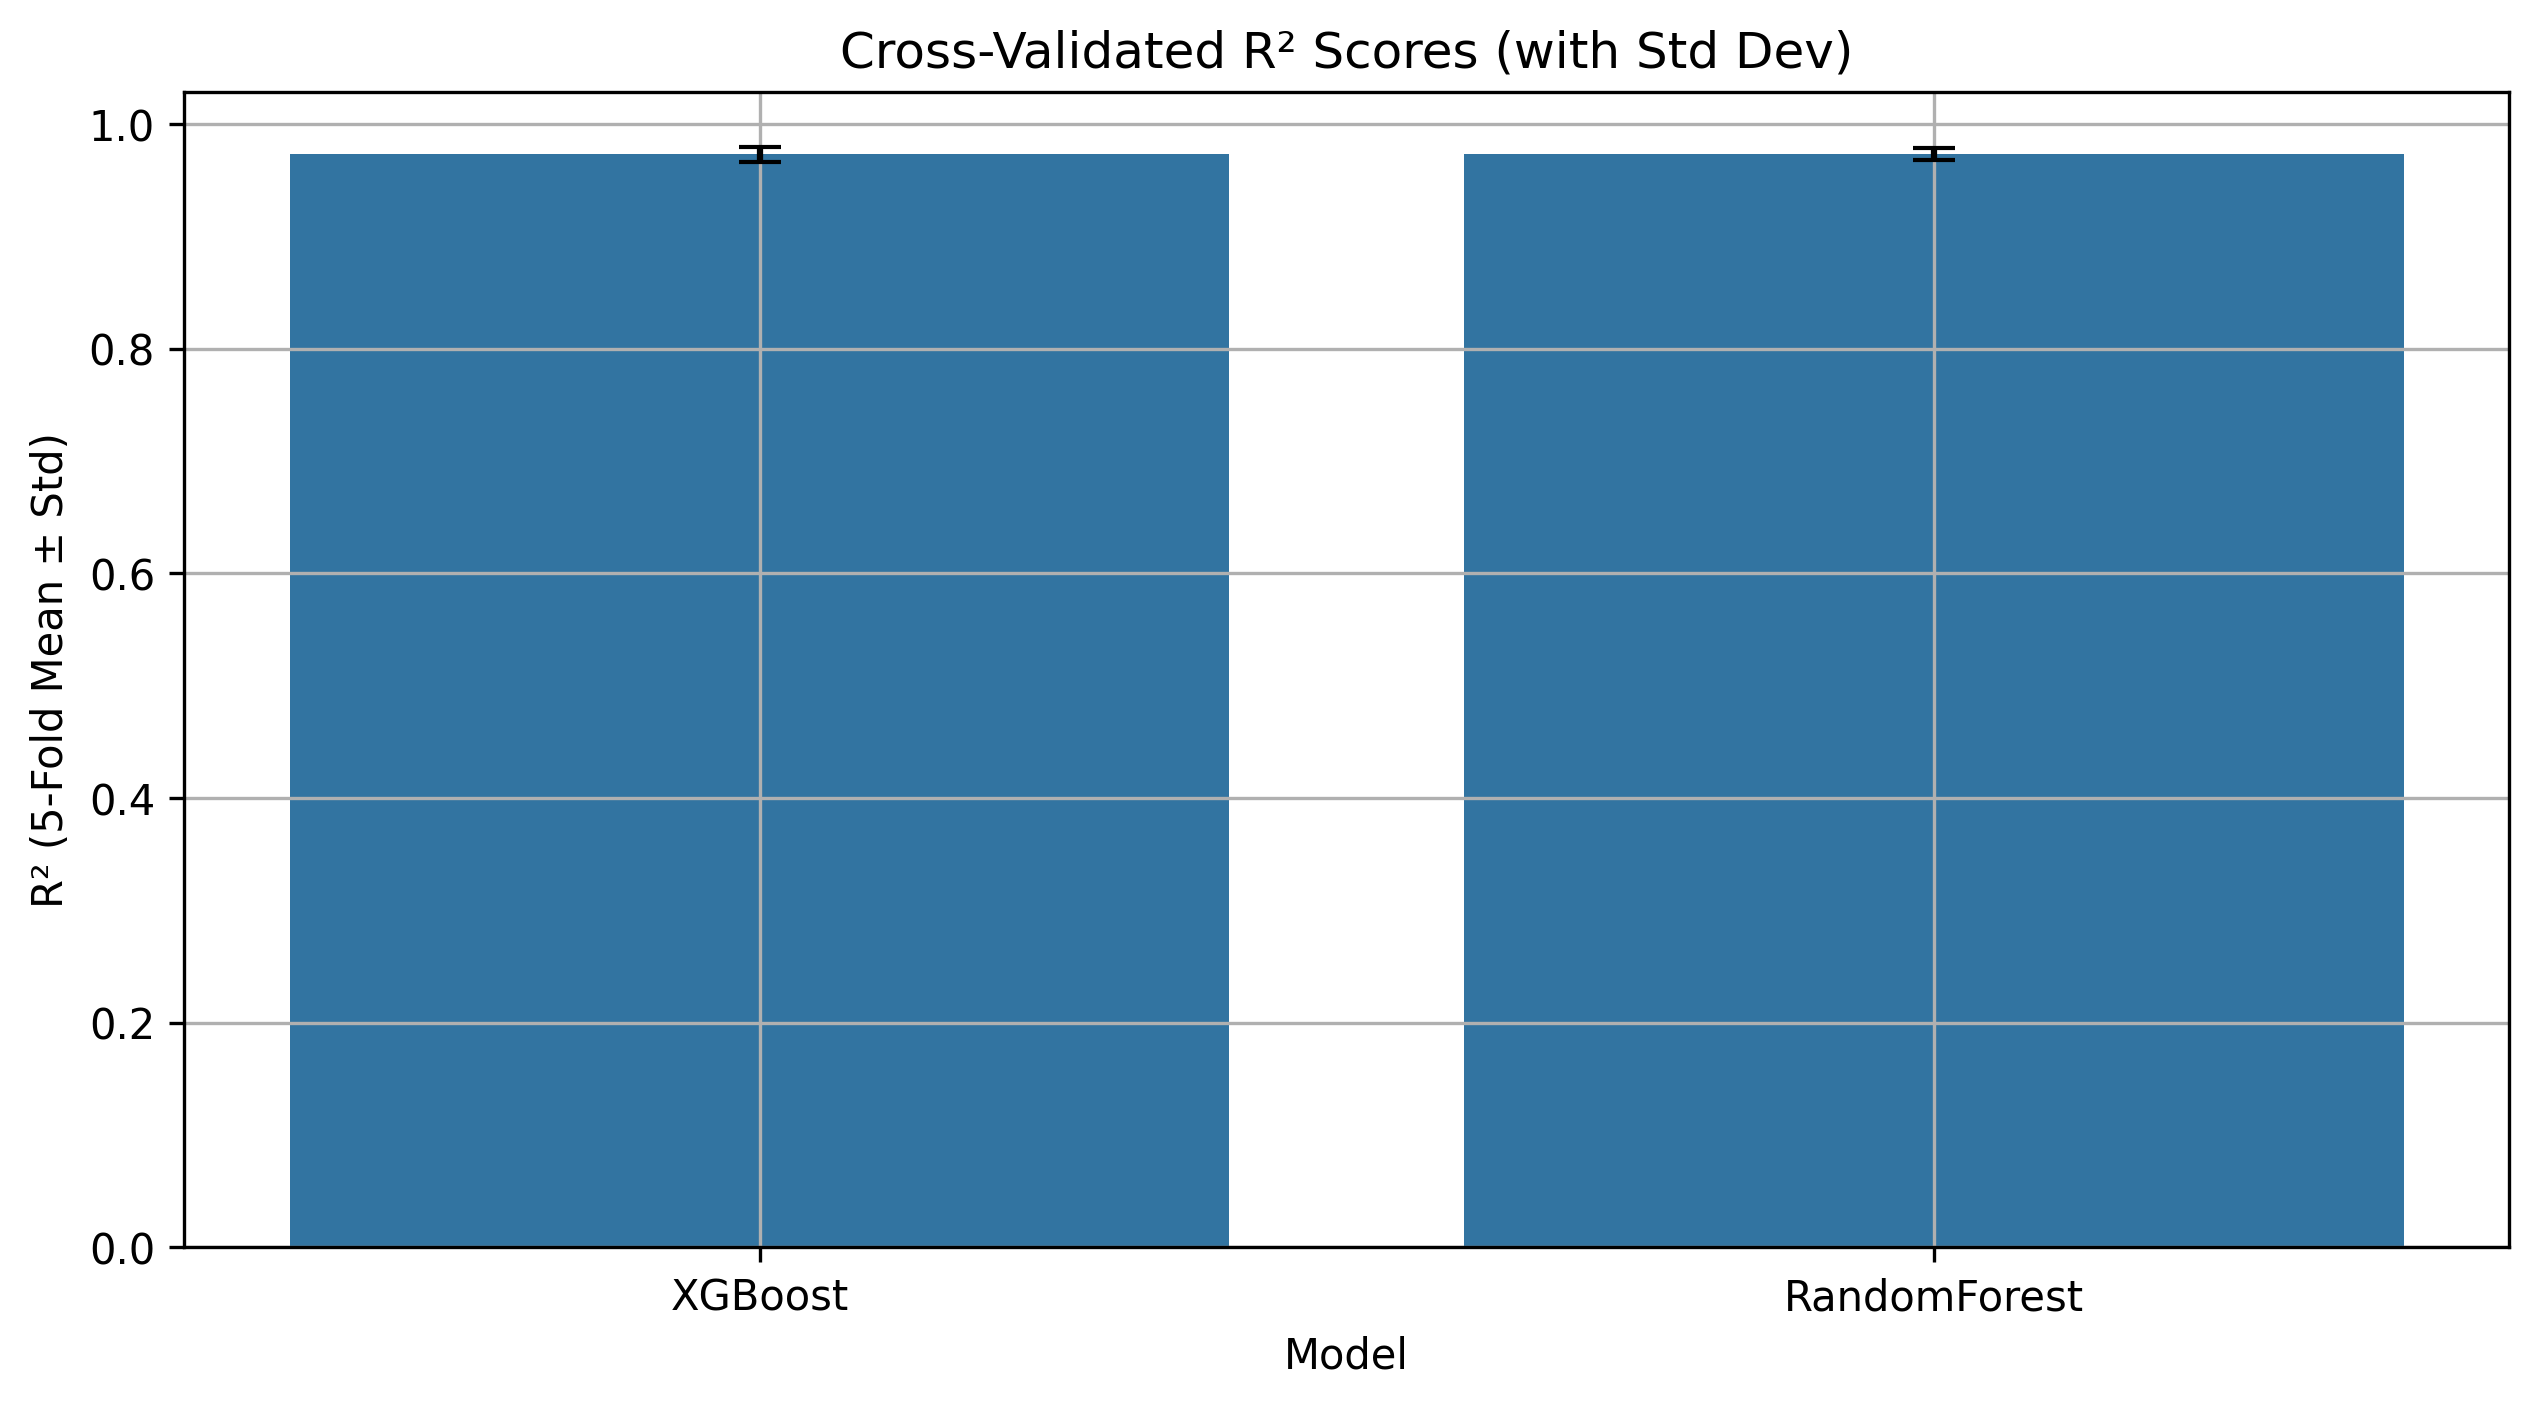 Cross-Validated R² Scores (with Std Dev)
R² (5-Fold Mean ± Std)
1.0
0.8
0.6
0.4
0.2
0.0
XGBoost
RandomForest
Model